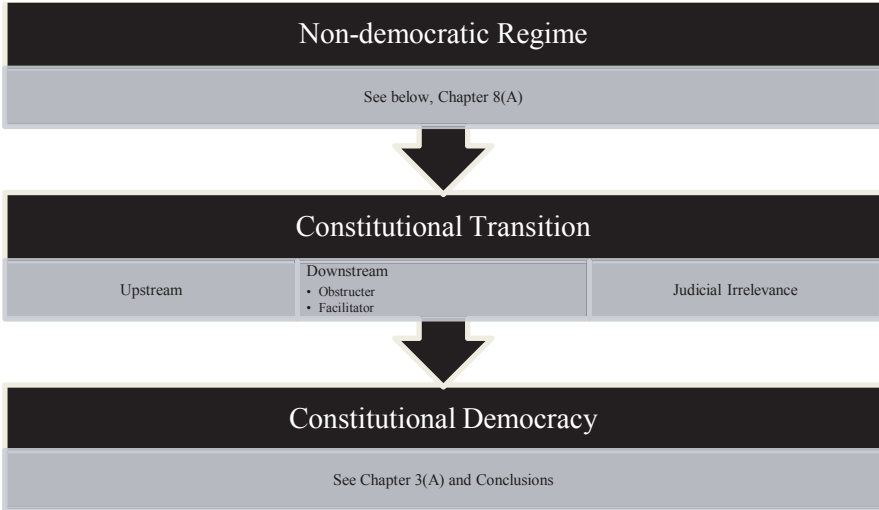 Non-democratic Regime
See below, Chapter 8(A)
Constitutional Transition
Upstream
Downstream
• Obstructer
• Facilitator
Judicial Irrelevance
Constitutional Democracy
See Chapter 3(A) and Conclusions